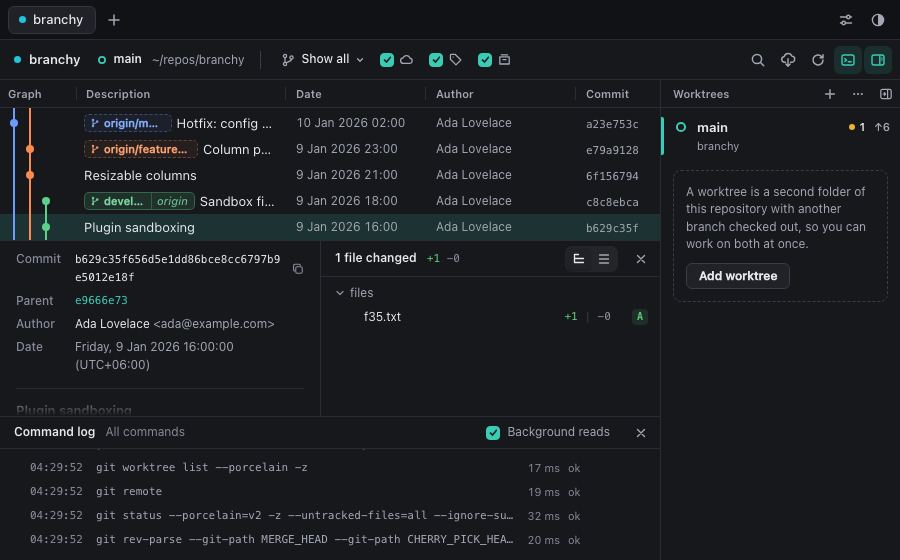 branchy
branchy main ~/repos/branchy Show all
Graph Description Date Author Commit Worktrees
origin/m... Hotfix: config ... 10 Jan 2026 02:00 Ada Lovelace a23e753c
origin/feature... Column p... 9 Jan 2026 23:00 Ada Lovelace e79a9128
Resizable columns 9 Jan 2026 21:00 Ada Lovelace 6f156794
devel... origin Sandbox fi... 9 Jan 2026 18:00 Ada Lovelace c8c8ebca
Plugin sandboxing 9 Jan 2026 16:00 Ada Lovelace b629c35f
main 1 ↑6
branchy
A worktree is a second folder of
this repository with another
branch checked out, so you can
work on both at once.
Add worktree
Commit b629c35f656d5e1dd86bce8cc6797b9
e5012e18f
Parent e9666e73
Author Ada Lovelace <ada@example.com>
Date Friday, 9 Jan 2026 16:00:00
(UTC+06:00)
Plugin sandboxing
1 file changed +1 −0
files
f35.txt +1 −0 A
Command log All commands Background reads
04:29:52 git worktree list --porcelain -z 17 ms ok
04:29:52 git remote 19 ms ok
04:29:52 git status --porcelain=v2 -z --untracked-files=all --ignore-su… 32 ms ok
04:29:52 git rev-parse --git-path MERGE_HEAD --git-path CHERRY_PICK_HEA… 20 ms ok